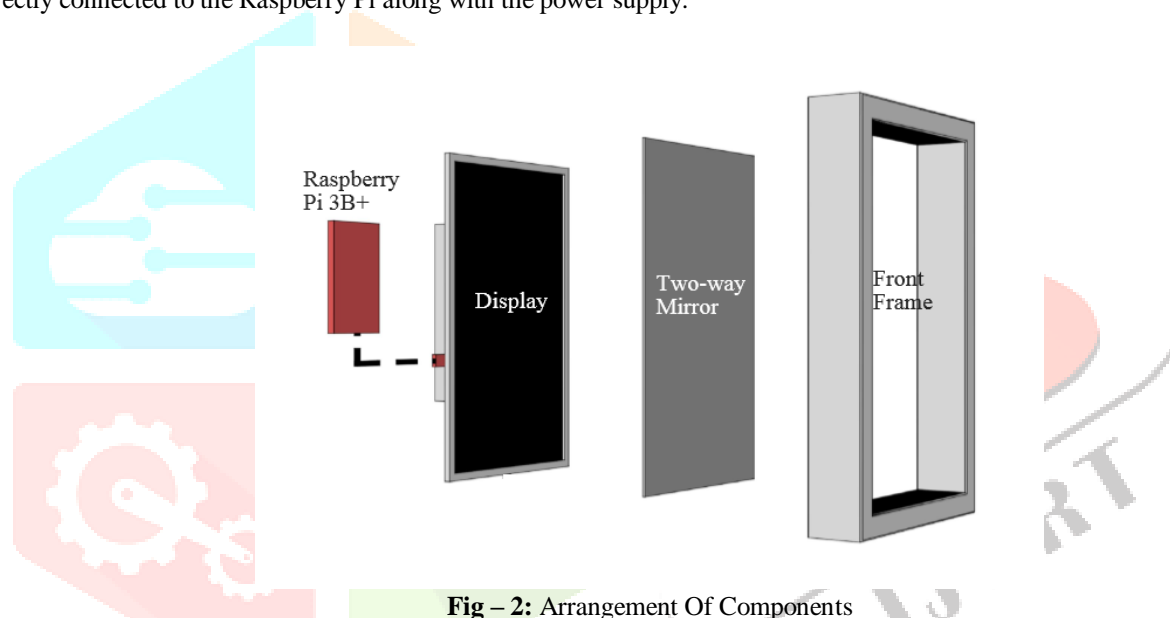 rectly connected to the Raspberry Pi along with the power supply.
Raspberry
Pi 3B+
Display
Two-way
Mirror
Front
Frame
Fig – 2: Arrangement Of Components